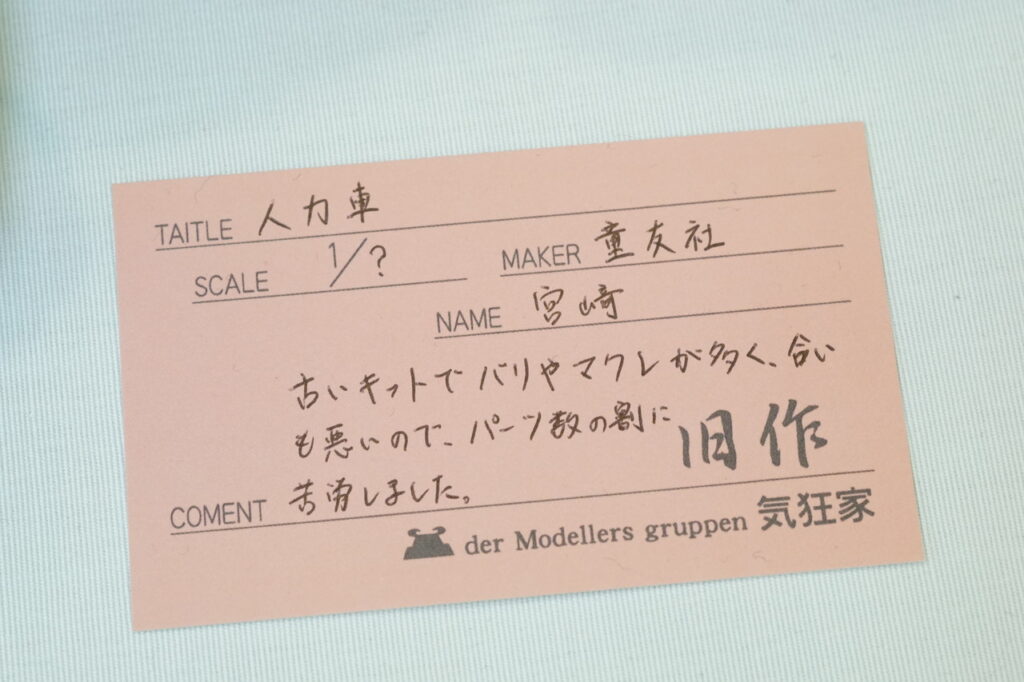 TAITLE 人力車
SCALE 1/?
MAKER 童友社
NAME 宮崎
古いキットでバリやマクレが多く、合い
も悪いので、パーツ数の割に
旧作
COMENT 苦労しました。
der Modellers gruppen 気狂家